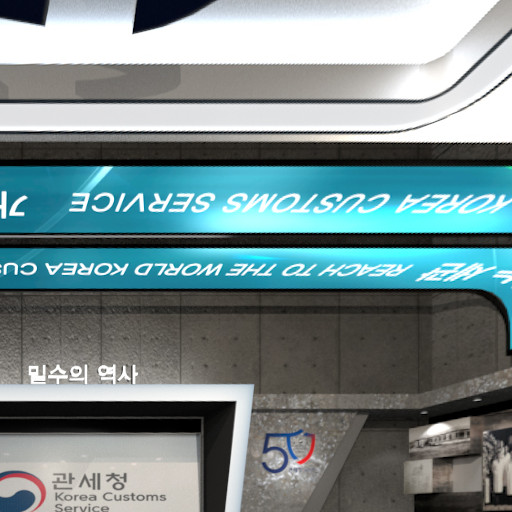 KOREA CUSTOMS SERVICE
REACH TO THE WORLD KOREA CUS
밀수의 역사
50
관세청
Korea Customs
Service